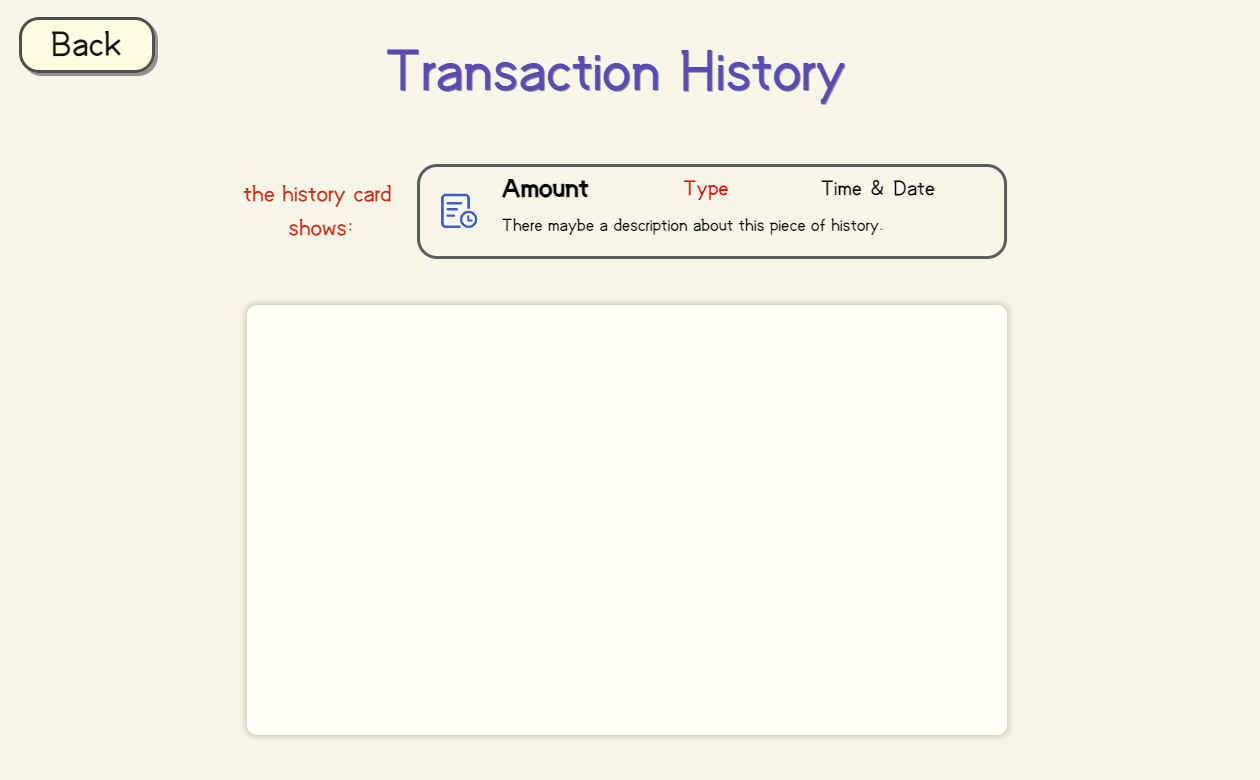 Back
Transaction History
the history card
shows:
Amount Type Time & Date
There maybe a description about this piece of history.